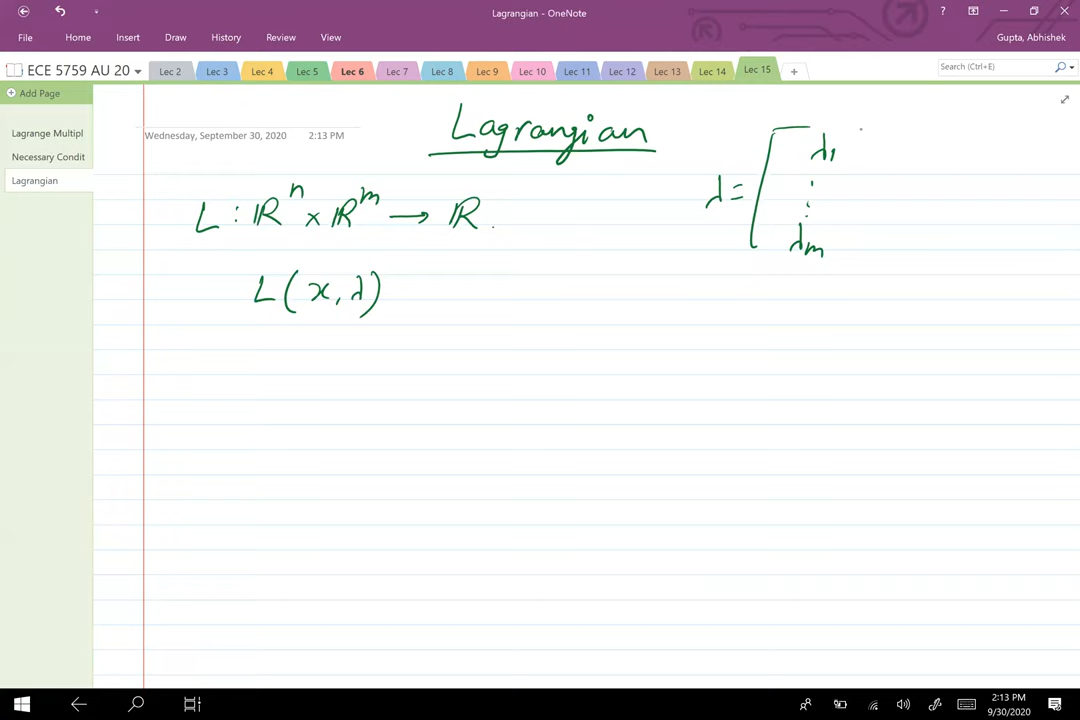 Lagrangian - OneNote
?
File Home Insert Draw History Review View
Gupta, Abhishek
ECE 5759 AU 20
Lec 2 Lec 3 Lec 4 Lec 5 Lec 6 Lec 7 Lec 8 Lec 9 Lec 10 Lec 11 Lec 12 Lec 13 Lec 14 Lec 15 +
Search (Ctrl+E)
Add Page
Lagrange Multipl
Necessary Condit
Lagrangian
Wednesday, September 30, 2020 2:13 PM
Lagrangian
L : ℝⁿ × ℝᵐ → ℝ.
L(x, λ)
λ = [ λ₁
⋮
λₘ
2:13 PM
9/30/2020